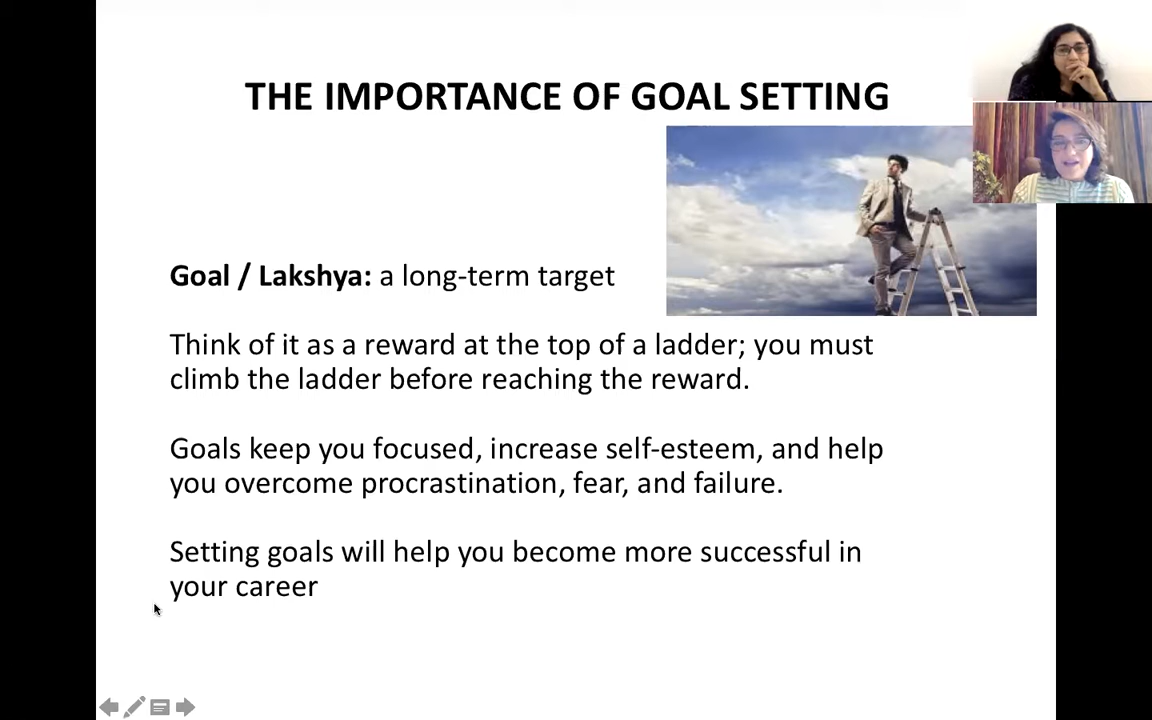 THE IMPORTANCE OF GOAL SETTING
Goal / Lakshya: a long-term target
Think of it as a reward at the top of a ladder; you must
climb the ladder before reaching the reward.
Goals keep you focused, increase self-esteem, and help
you overcome procrastination, fear, and failure.
Setting goals will help you become more successful in
your career